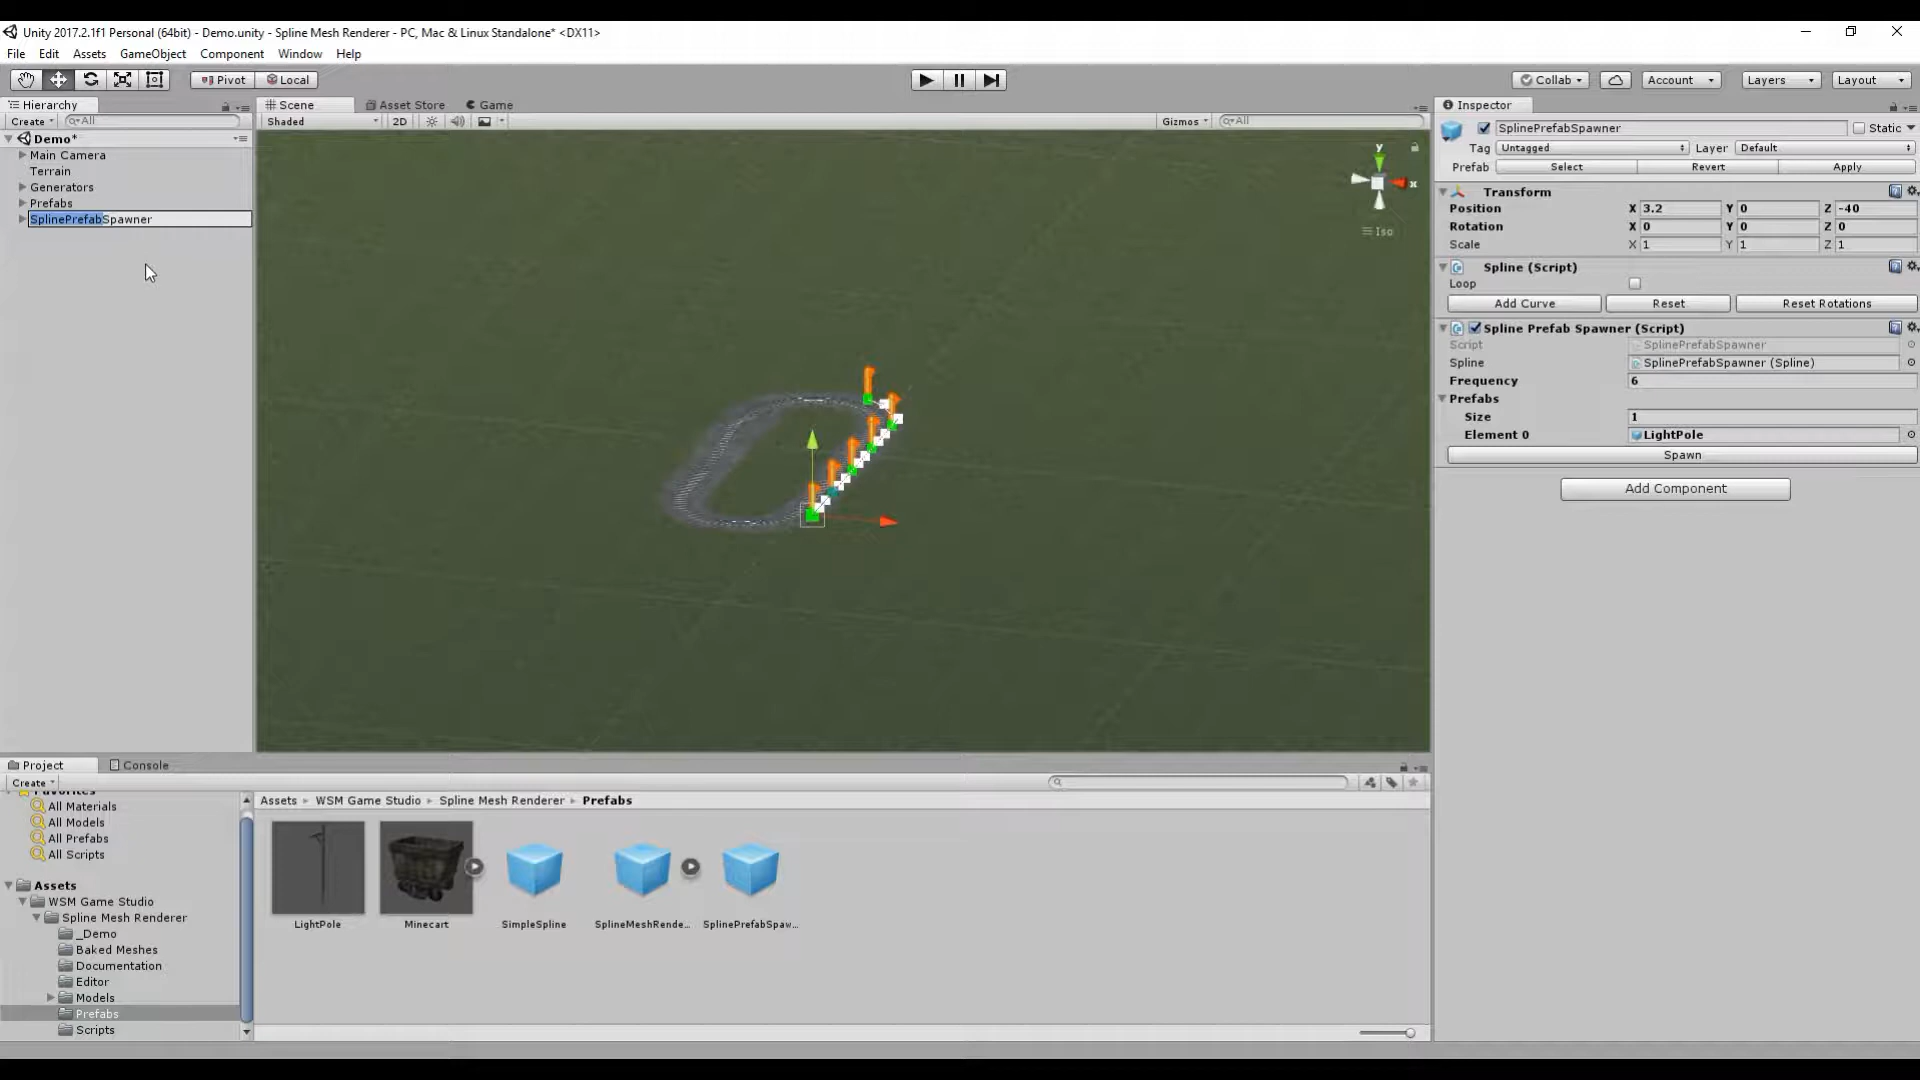 Unity 2017.2.1f1 Personal (64bit) - Demo.unity - Spline Mesh Renderer - PC, Mac & Linux Standalone* <DX11>
File Edit Assets GameObject Component Window Help
Pivot Local Collab Account Layers Layout
Hierarchy
Create All
Demo*
Main Camera
Terrain
Generators
Prefabs
SplinePrefabSpawner
Scene Asset Store Game
Shaded 2D Gizmos All
y
x
Iso
Inspector
SplinePrefabSpawner Static
Tag Untagged Layer Default
Prefab Select Revert Apply
Transform
Position X 3.2 Y 0 Z -40
Rotation X 0 Y 0 Z 0
Scale X 1 Y 1 Z 1
Spline (Script)
Loop
Add Curve Reset Reset Rotations
Spline Prefab Spawner (Script)
Script SplinePrefabSpawner
Spline SplinePrefabSpawner (Spline)
Frequency 6
Prefabs
Size 1
Element 0 LightPole
Spawn
Add Component
Project Console
Create
Favorites
All Materials
All Models
All Prefabs
All Scripts
Assets
WSM Game Studio
Spline Mesh Renderer
_Demo
Baked Meshes
Documentation
Editor
Models
Prefabs
Scripts
Assets WSM Game Studio Spline Mesh Renderer Prefabs
LightPole Minecart SimpleSpline SplineMeshRende... SplinePrefabSpaw...